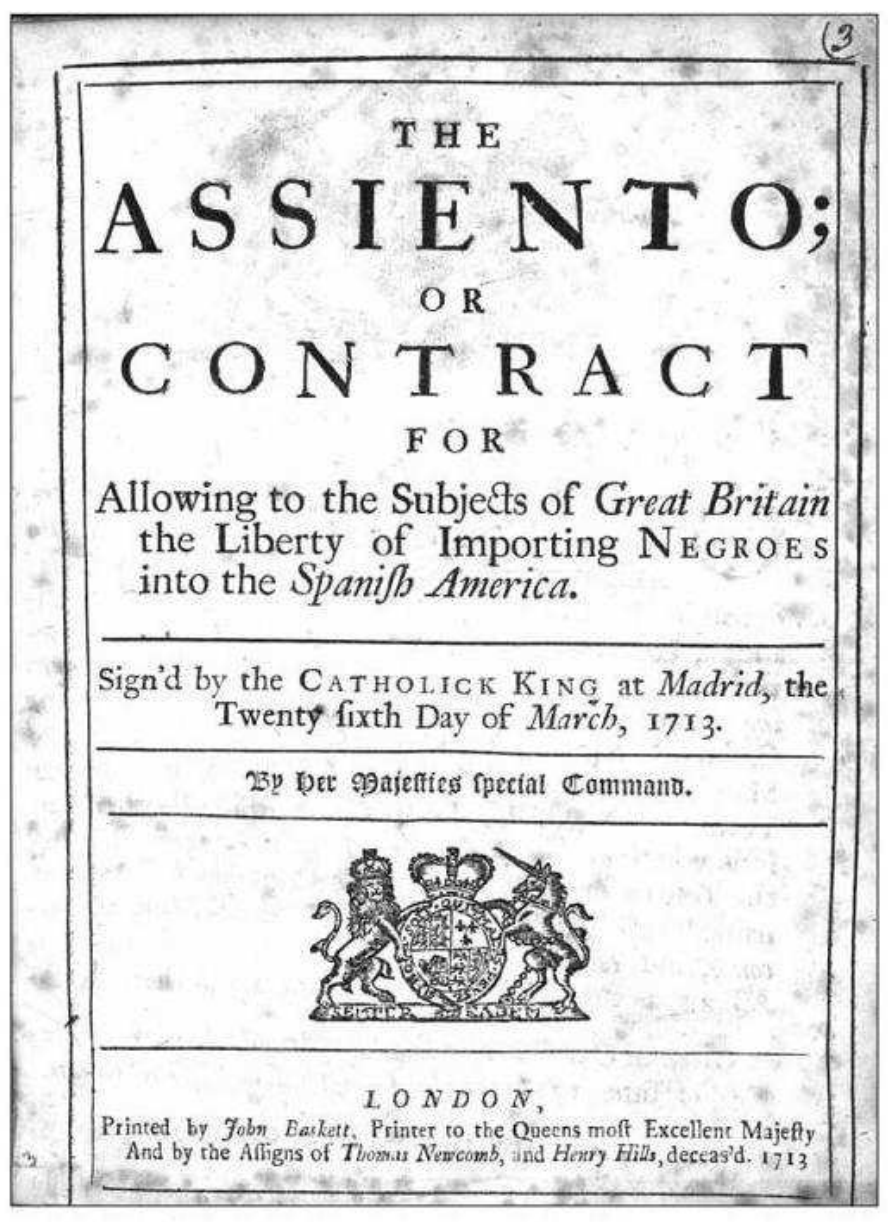 (3
THE
ASSIENTO;
OR
CONTRACT
FOR
Allowing to the Subjects of Great Britain
the Liberty of Importing NEGROES
into the Spaniſh America.
Sign'd by the CATHOLICK KING at Madrid, the
Twenty ſixth Day of March, 1713.
By Her Majeſties ſpecial Command.
SEMPER EADEM
LONDON,
Printed by John Baskett, Printer to the Queens moſt Excellent Majeſty
And by the Aſſigns of Thomas Newcomb, and Henry Hills, deceas'd. 1713